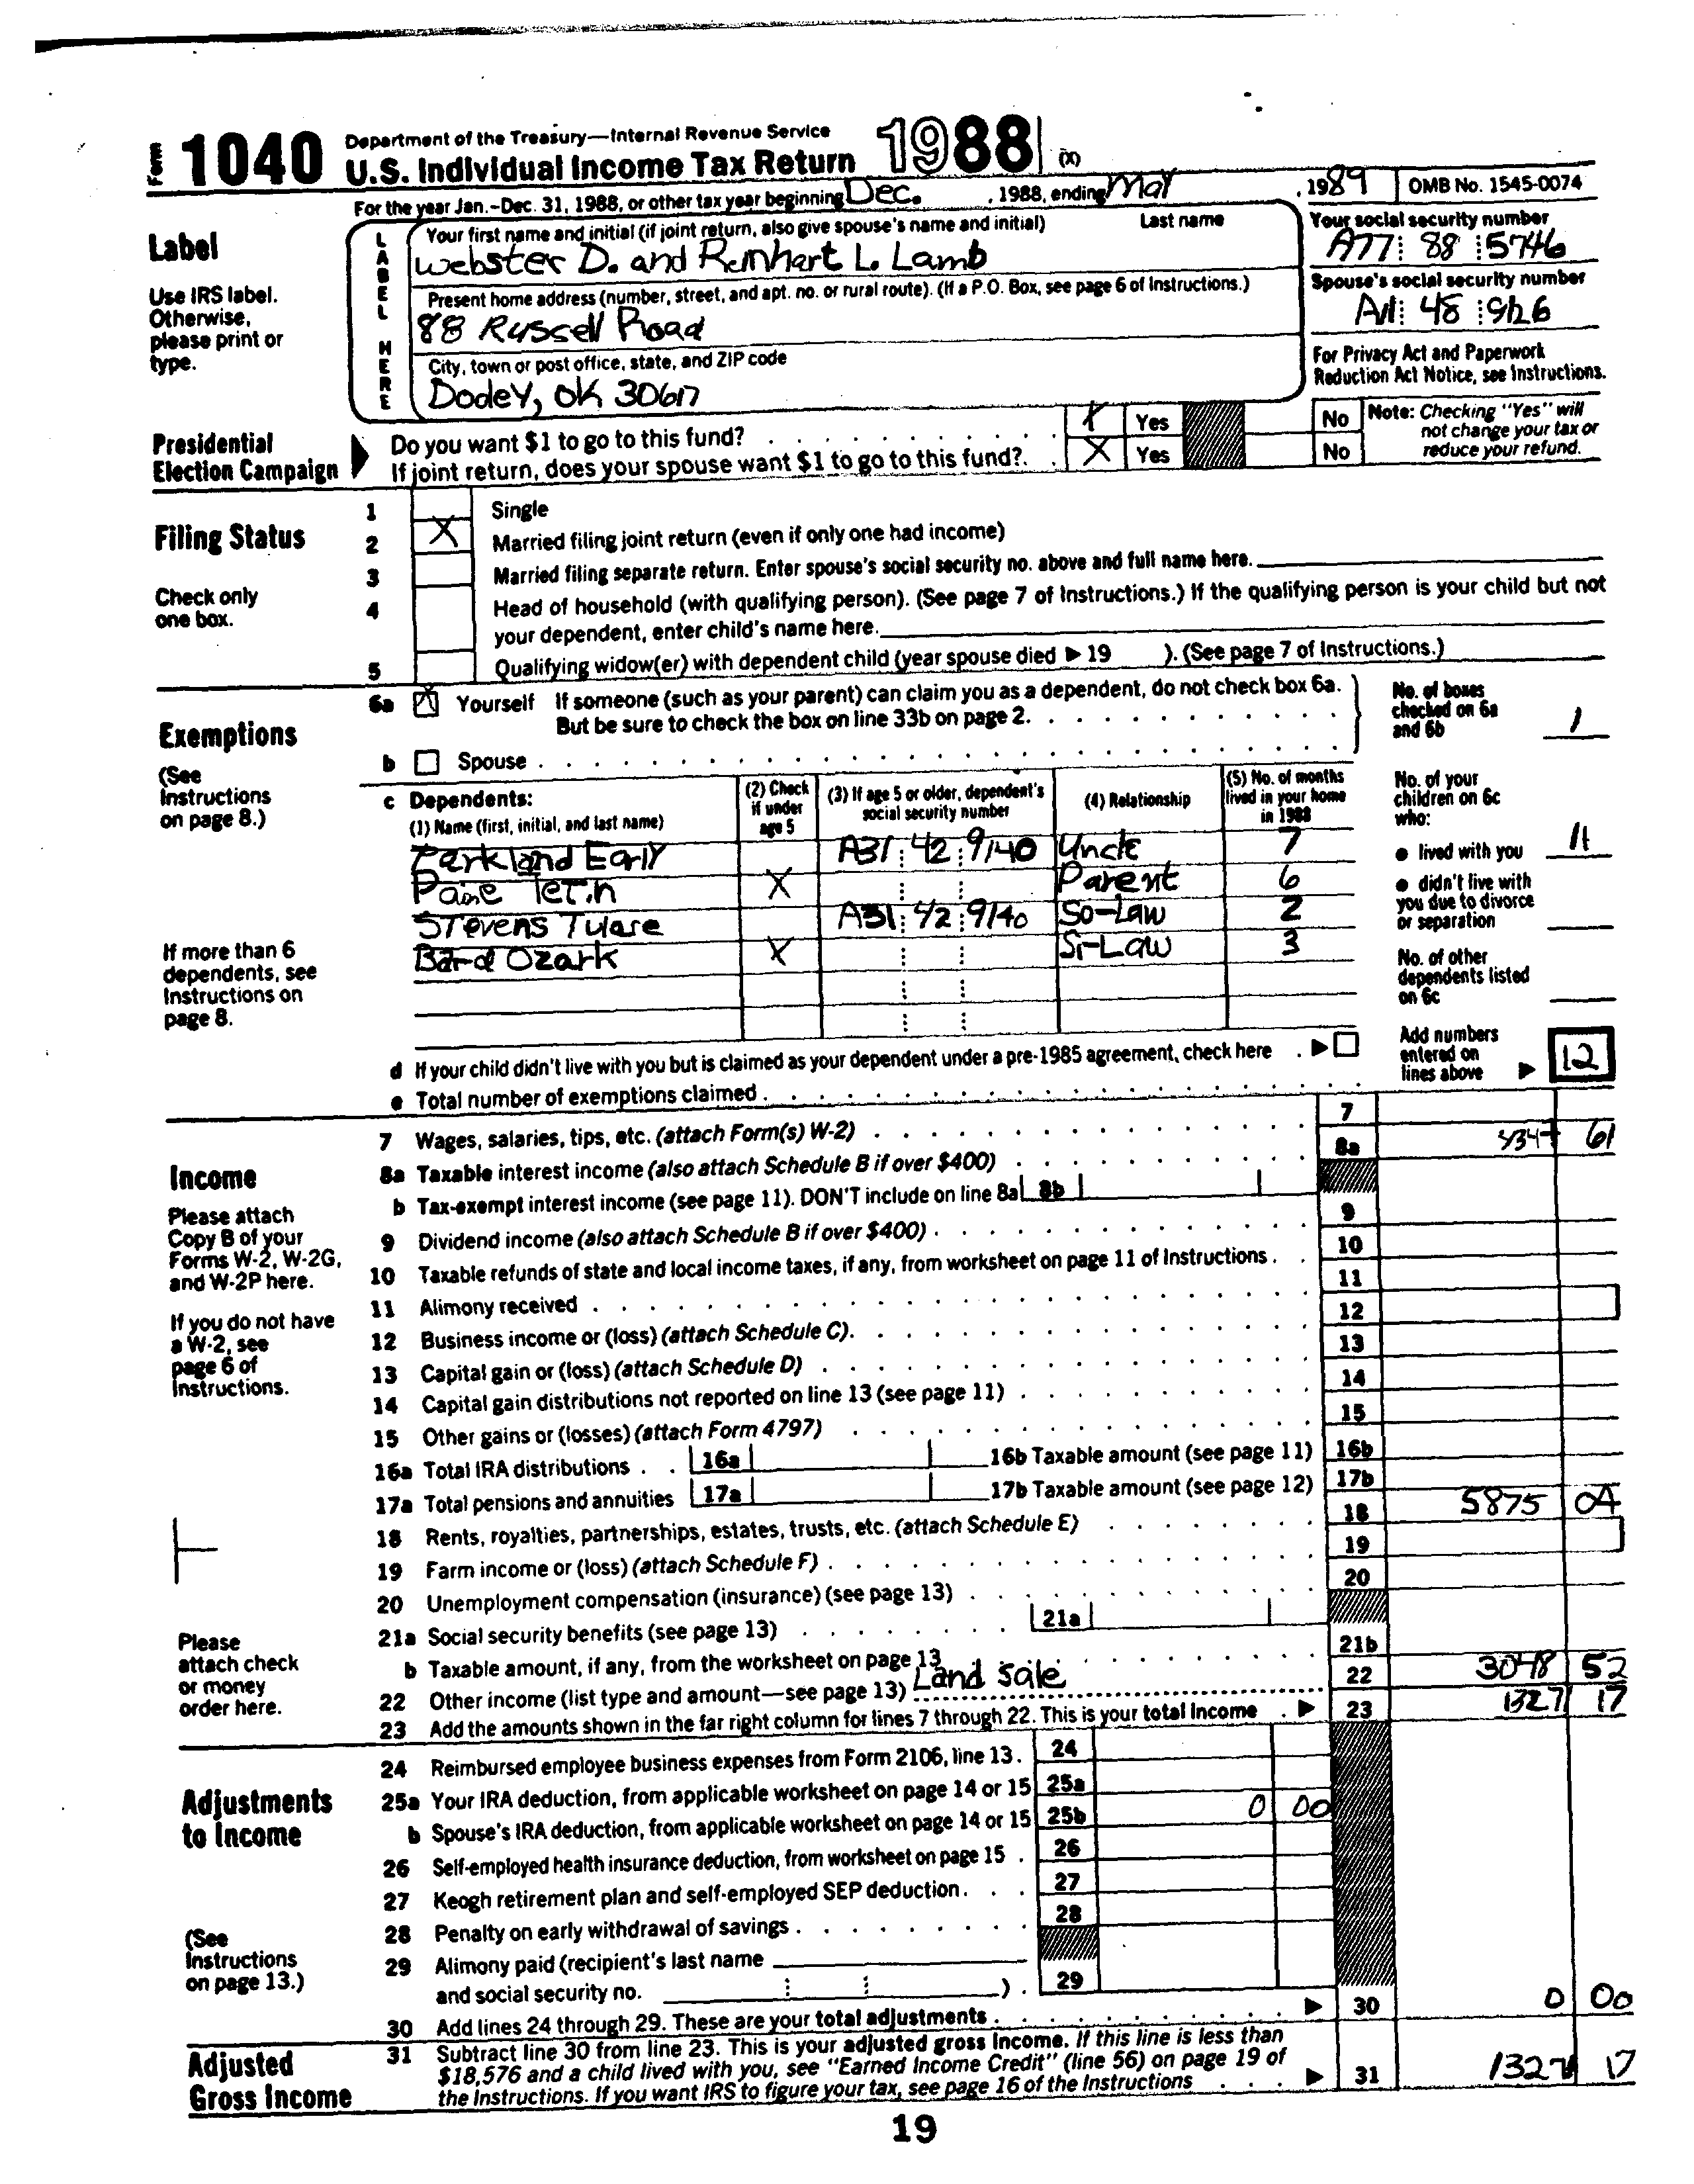 Form 1040 Department of the Treasury—Internal Revenue Service
U.S. Individual Income Tax Return 1988 (X)
For the year Jan.-Dec. 31, 1988, or other tax year beginning Dec. , 1988, ending May , 1989 OMB No. 1545-0074
Label
Use IRS label.
Otherwise,
please print or
type.
LABEL HERE
Your first name and initial (if joint return, also give spouse's name and initial) Last name
Webster D. and Reinhart L. Lamb
Your social security number
A77 88 5746
Present home address (number, street, and apt. no. or rural route). (If a P.O. Box, see page 6 of Instructions.)
88 Russell Road
Spouse's social security number
48
City, town or post office, state, and ZIP code
Dodey, OK 30617
For Privacy Act and Paperwork
Reduction Act Notice, see Instructions.
Presidential
Election Campaign
Do you want $1 to go to this fund? X Yes No
If joint return, does your spouse want $1 to go to this fund? X Yes No
Note: Checking "Yes" will
not change your tax or
reduce your refund.
Filing Status
Check only
one box.
1 Single
2 X Married filing joint return (even if only one had income)
3 Married filing separate return. Enter spouse's social security no. above and full name here.
4 Head of household (with qualifying person). (See page 7 of Instructions.) If the qualifying person is your child but not
your dependent, enter child's name here.
5 Qualifying widow(er) with dependent child (year spouse died ▶ 19 ). (See page 7 of Instructions.)
Exemptions
(See
Instructions
on page 8.)
If more than 6
dependents, see
Instructions on
page 8.
6a X Yourself If someone (such as your parent) can claim you as a dependent, do not check box 6a.
But be sure to check the box on line 33b on page 2.
b Spouse
No. of boxes
checked on 6a
and 6b 1
c Dependents:
(1) Name (first, initial, and last name)
(2) Check
if under
age 5
(3) If age 5 or older, dependent's
social security number
(4) Relationship
(5) No. of months
lived in your home
in 1988
Parkland Early A31 42 9140 Uncle 7
Paine X Parent 6
Stevens Tulare A31 42 9140 So-Law 2
Bard Ozark X Si-Law 3
No. of your
children on 6c
who:
● lived with you 11
● didn't live with
you due to divorce
or separation
No. of other
dependents listed
on 6c
Add numbers
entered on
lines above ▶ 12
d If your child didn't live with you but is claimed as your dependent under a pre-1985 agreement, check here ▶
e Total number of exemptions claimed
Income
Please attach
Copy B of your
Forms W-2, W-2G,
and W-2P here.
If you do not have
a W-2, see
page 6 of
Instructions.
Please
attach check
or money
order here.
7 Wages, salaries, tips, etc. (attach Form(s) W-2) 7
8a Taxable interest income (also attach Schedule B if over $400) 8a 61
b Tax-exempt interest income (see page 11). DON'T include on line 8a 8b
9 Dividend income (also attach Schedule B if over $400) 9
10 Taxable refunds of state and local income taxes, if any, from worksheet on page 11 of Instructions 10
11 Alimony received 11
12 Business income or (loss) (attach Schedule C) 12
13 Capital gain or (loss) (attach Schedule D) 13
14 Capital gain distributions not reported on line 13 (see page 11) 14
15 Other gains or (losses) (attach Form 4797) 15
16a Total IRA distributions 16a 16b Taxable amount (see page 11) 16b
17a Total pensions and annuities 17a 17b Taxable amount (see page 12) 17b
18 Rents, royalties, partnerships, estates, trusts, etc. (attach Schedule E) 18 5875 04
19 Farm income or (loss) (attach Schedule F) 19
20 Unemployment compensation (insurance) (see page 13) 20
21a Social security benefits (see page 13) 21a
b Taxable amount, if any, from the worksheet on page 13 21b
22 Other income (list type and amount—see page 13) Land sale 22 3048 52
23 Add the amounts shown in the far right column for lines 7 through 22. This is your total income ▶ 23 1327 17
Adjustments
to Income
(See
Instructions
on page 13.)
24 Reimbursed employee business expenses from Form 2106, line 13. 24
25a Your IRA deduction, from applicable worksheet on page 14 or 15 25a
b Spouse's IRA deduction, from applicable worksheet on page 14 or 15 25b 0 00
26 Self-employed health insurance deduction, from worksheet on page 15 26
27 Keogh retirement plan and self-employed SEP deduction 27
28 Penalty on early withdrawal of savings 28
29 Alimony paid (recipient's last name
and social security no. ) 29
30 Add lines 24 through 29. These are your total adjustments ▶ 30 0 00
Adjusted
Gross Income
31 Subtract line 30 from line 23. This is your adjusted gross income. If this line is less than
$18,576 and a child lived with you, see "Earned Income Credit" (line 56) on page 19 of
the Instructions. If you want IRS to figure your tax, see page 16 of the Instructions ▶ 31 1327 17
19